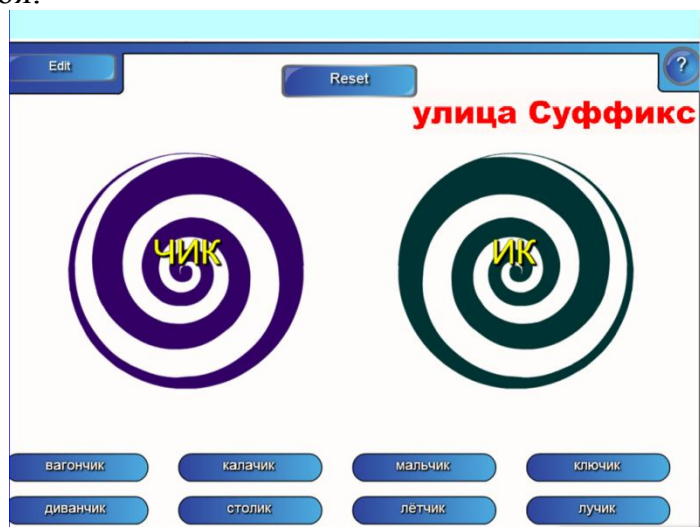 Edit
Reset
?
улица Суффикс
ЧИК
ИК
вагончик
калачик
мальчик
ключик
диванчик
столик
лётчик
лучик